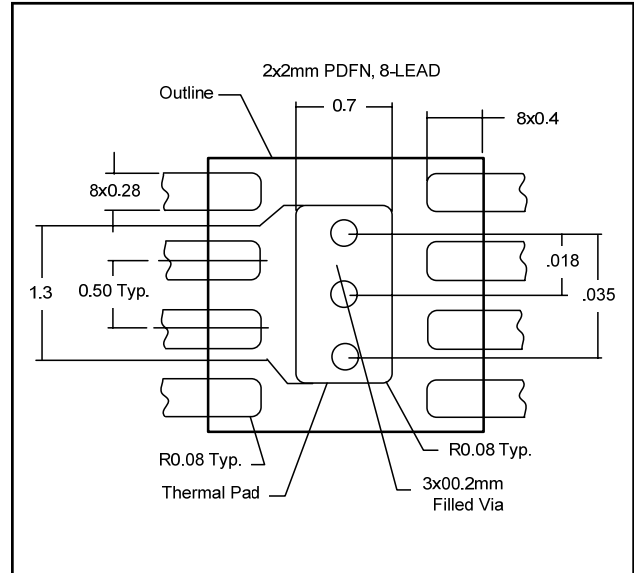 2x2mm PDFN, 8-LEAD
Outline
0.7
8x0.4
8x0.28
.018
1.3
0.50 Typ.
.035
R0.08 Typ.
R0.08 Typ.
Thermal Pad
3x00.2mm
Filled Via